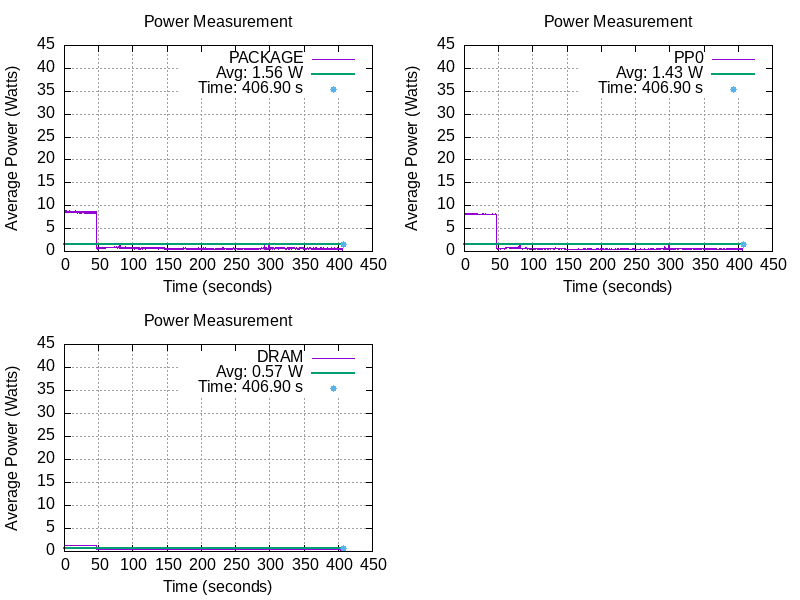 Power Measurement
Average Power (Watts)
45
40
35
30
25
20
15
10
5
0
PACKAGE
Avg: 1.56 W
Time: 406.90 s
0 50 100 150 200 250 300 350 400 450
Time (seconds)
Power Measurement
Average Power (Watts)
45
40
35
30
25
20
15
10
5
0
PP0
Avg: 1.43 W
Time: 406.90 s
0 50 100 150 200 250 300 350 400 450
Time (seconds)
Power Measurement
Average Power (Watts)
45
40
35
30
25
20
15
10
5
0
DRAM
Avg: 0.57 W
Time: 406.90 s
0 50 100 150 200 250 300 350 400 450
Time (seconds)